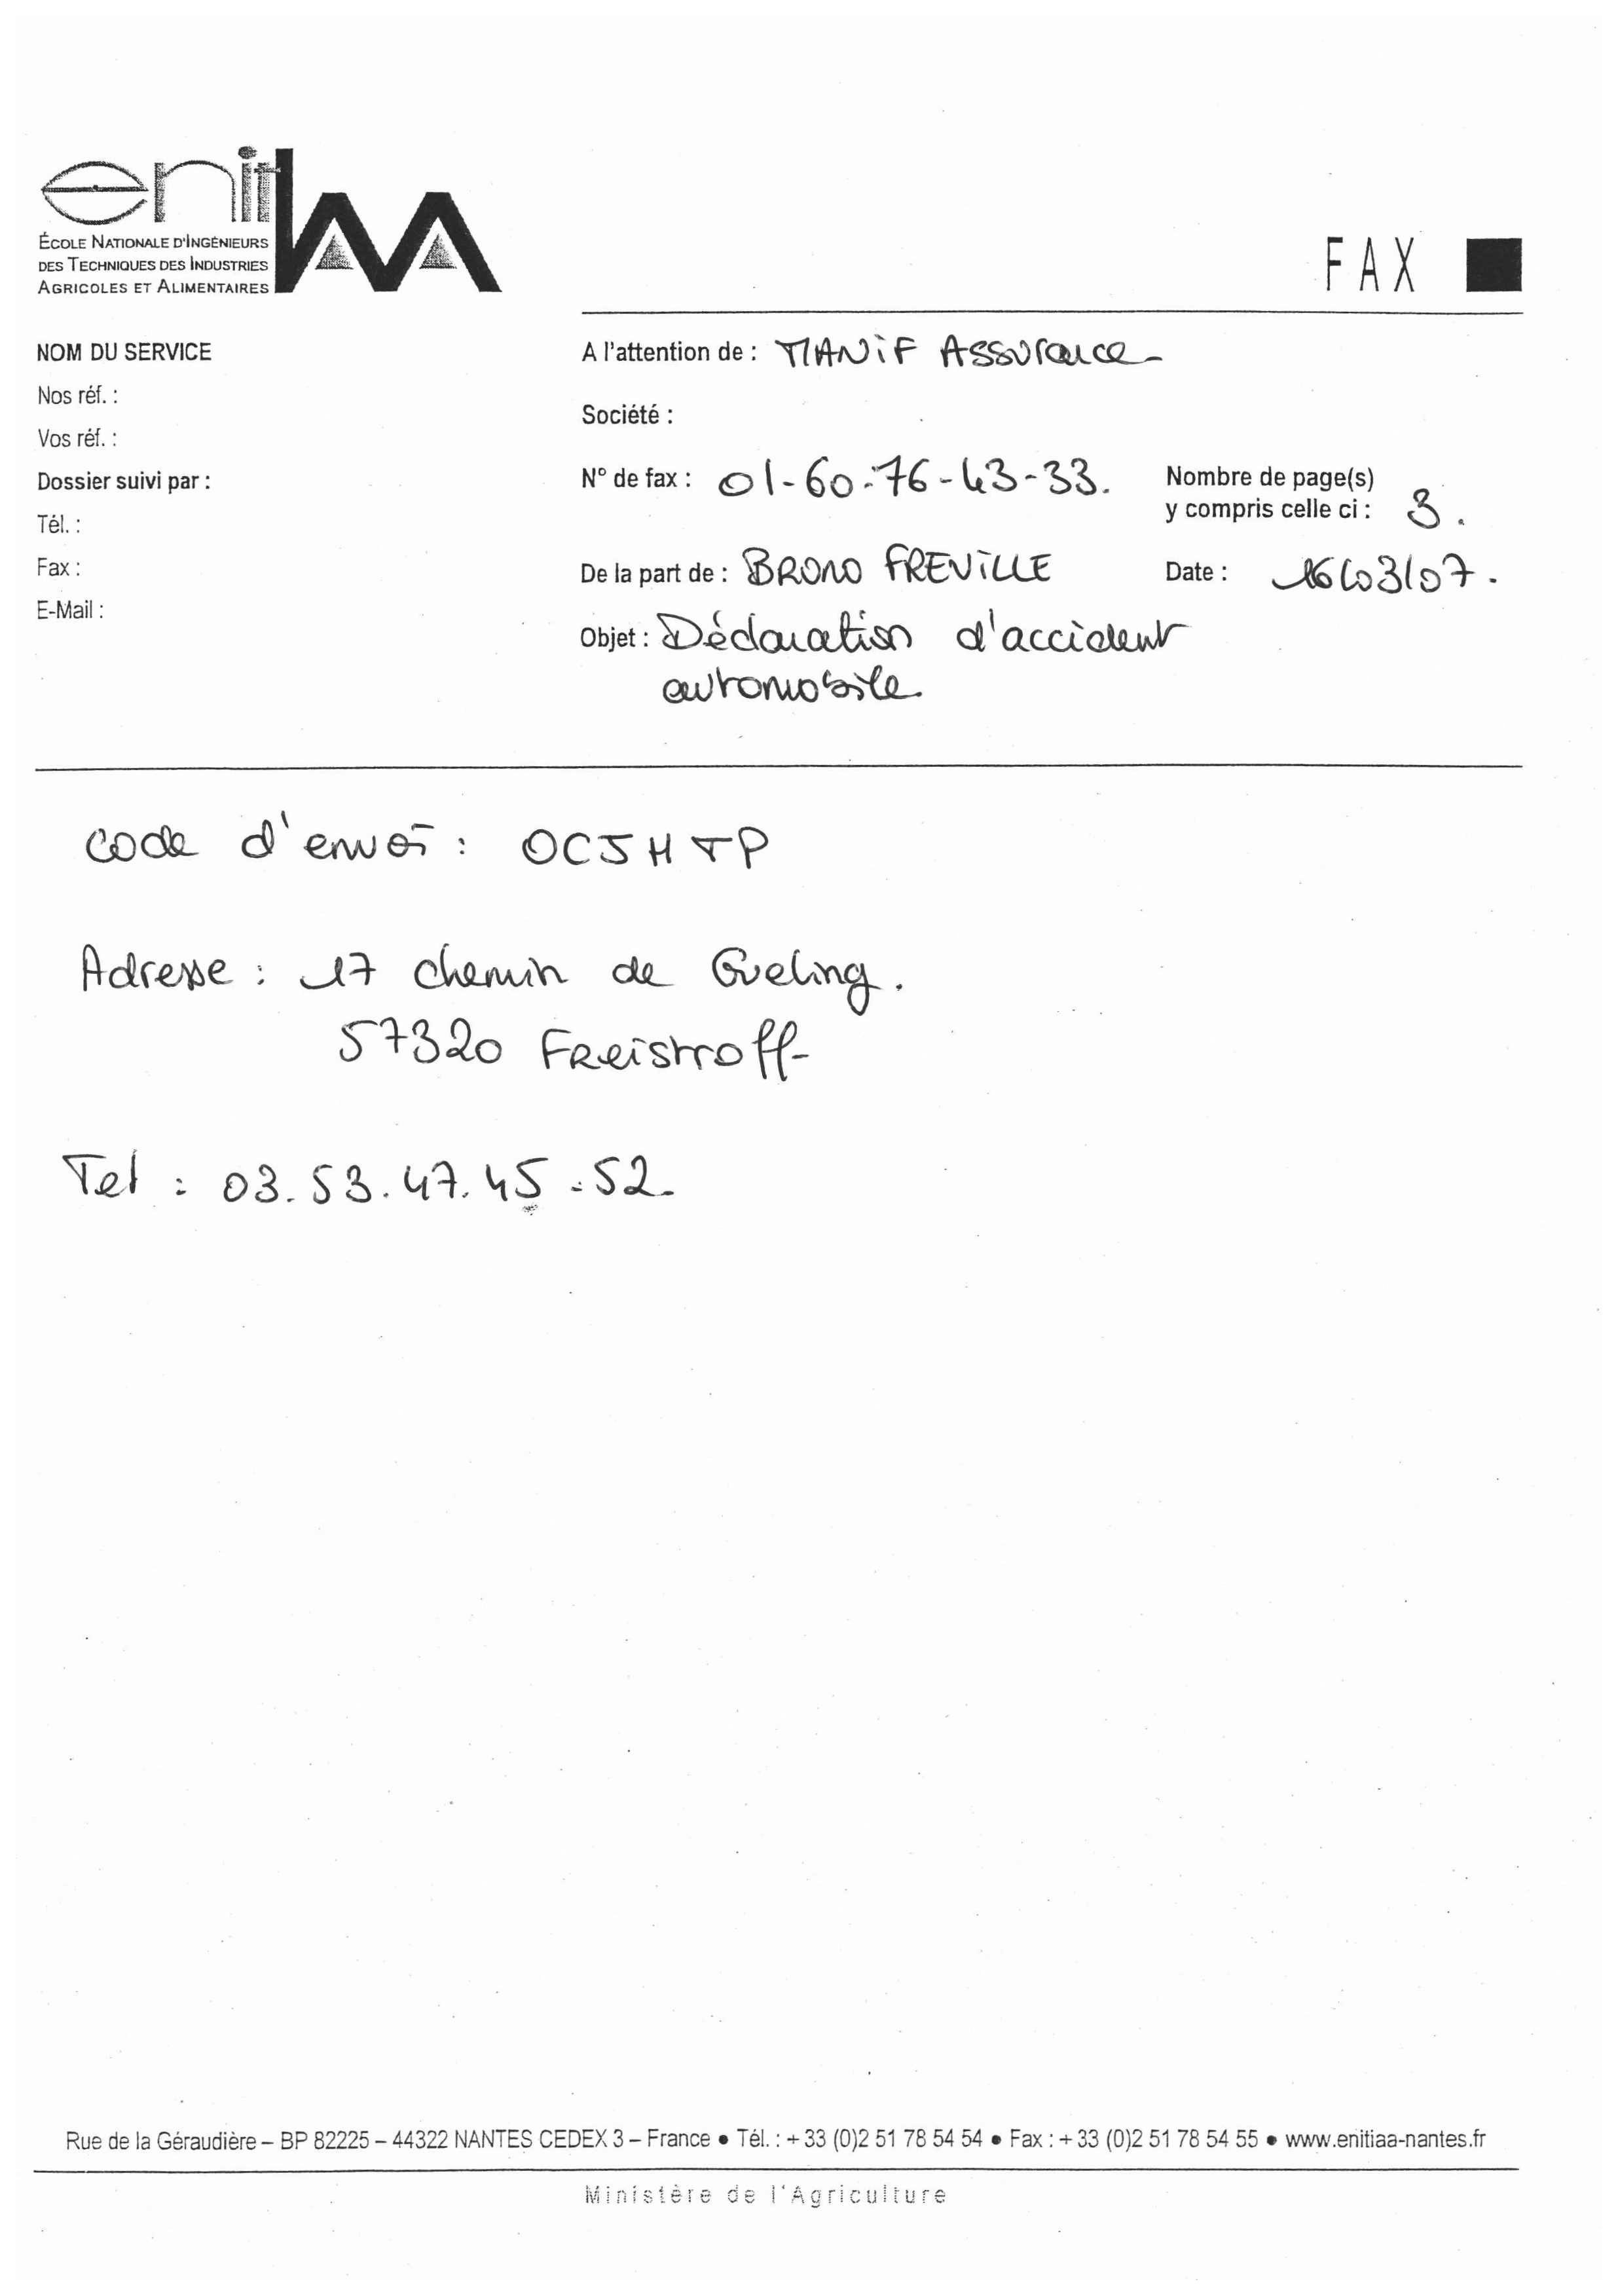 enitIAA
ÉCOLE NATIONALE D'INGÉNIEURS
DES TECHNIQUES DES INDUSTRIES
AGRICOLES ET ALIMENTAIRES
FAX
NOM DU SERVICE
Nos réf. :
Vos réf. :
Dossier suivi par :
Tél. :
Fax :
E-Mail :
A l'attention de : MANiF Assurance
Société :
N° de fax : 01-60-76-43-33.
Nombre de page(s)
y compris celle ci : 3.
De la part de : BRUNO FREViLLE
Date : 16/03/07.
Objet : Déclaration d'accident
automobile.
code d'envoi : OCJHTP
Adresse : 17 chemin de Gueling.
57320 Freistroff
Tel : 03.53.47.45.52.
Rue de la Géraudière – BP 82225 – 44322 NANTES CEDEX 3 – France • Tél. : + 33 (0)2 51 78 54 54 • Fax : + 33 (0)2 51 78 54 55 • www.enitiaa-nantes.fr
Ministère de l'Agriculture